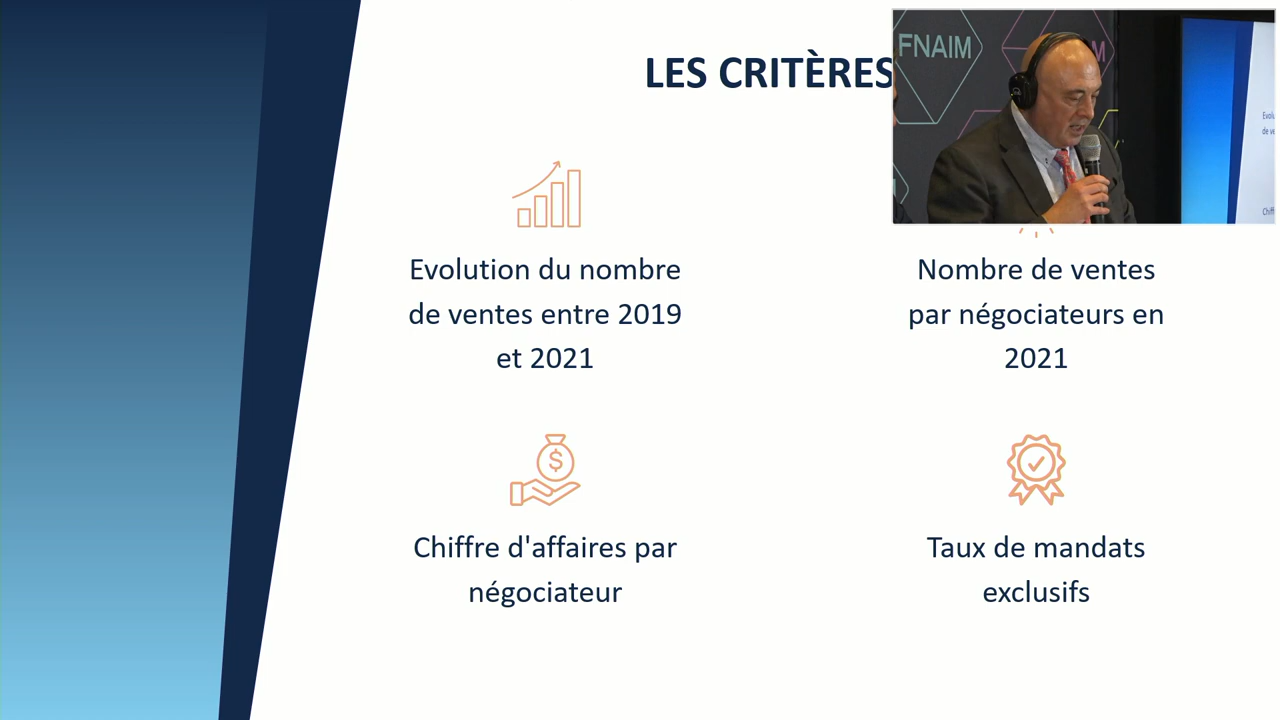 LES CRITÈRES
FNAIM
M
Evolution du nombre
de ventes entre 2019
et 2021
Nombre de ventes
par négociateurs en
2021
Chiffre d'affaires par
négociateur
Taux de mandats
exclusifs